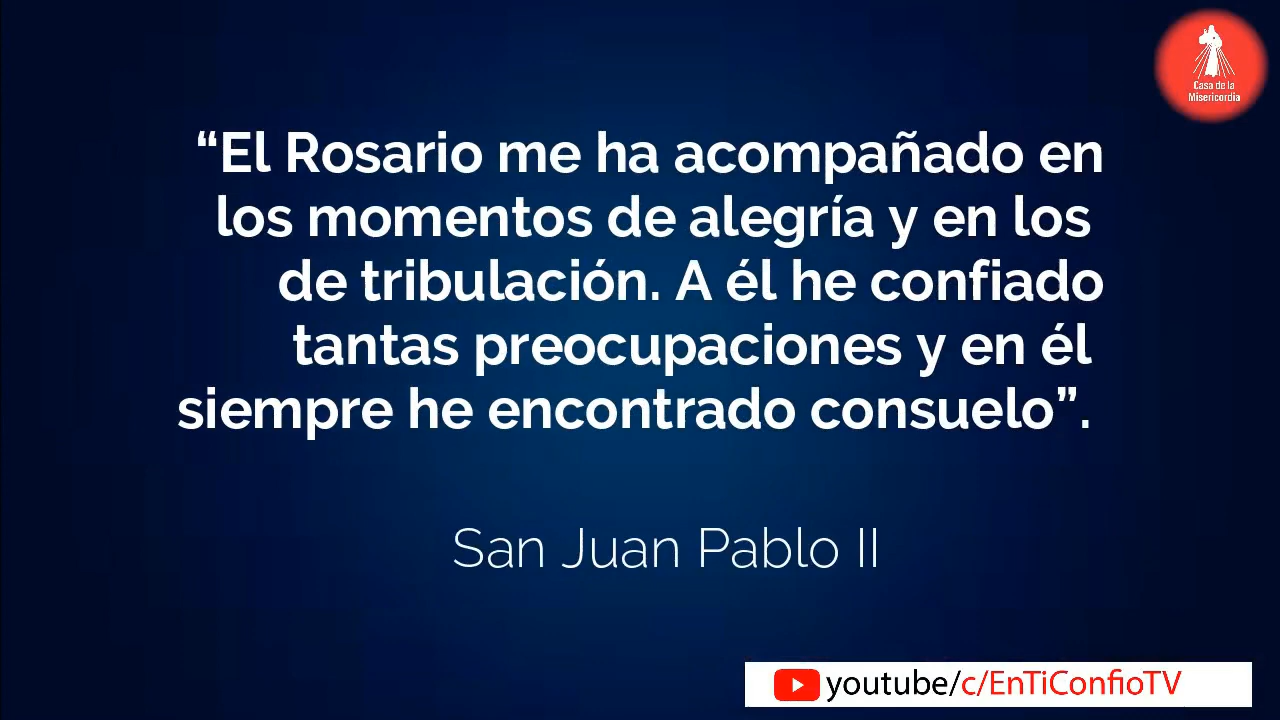 Casa de la
Misericordia
“El Rosario me ha acompañado en
los momentos de alegría y en los
de tribulación. A él he confiado
tantas preocupaciones y en él
siempre he encontrado consuelo”.
San Juan Pablo II
youtube/c/EnTiConfioTV